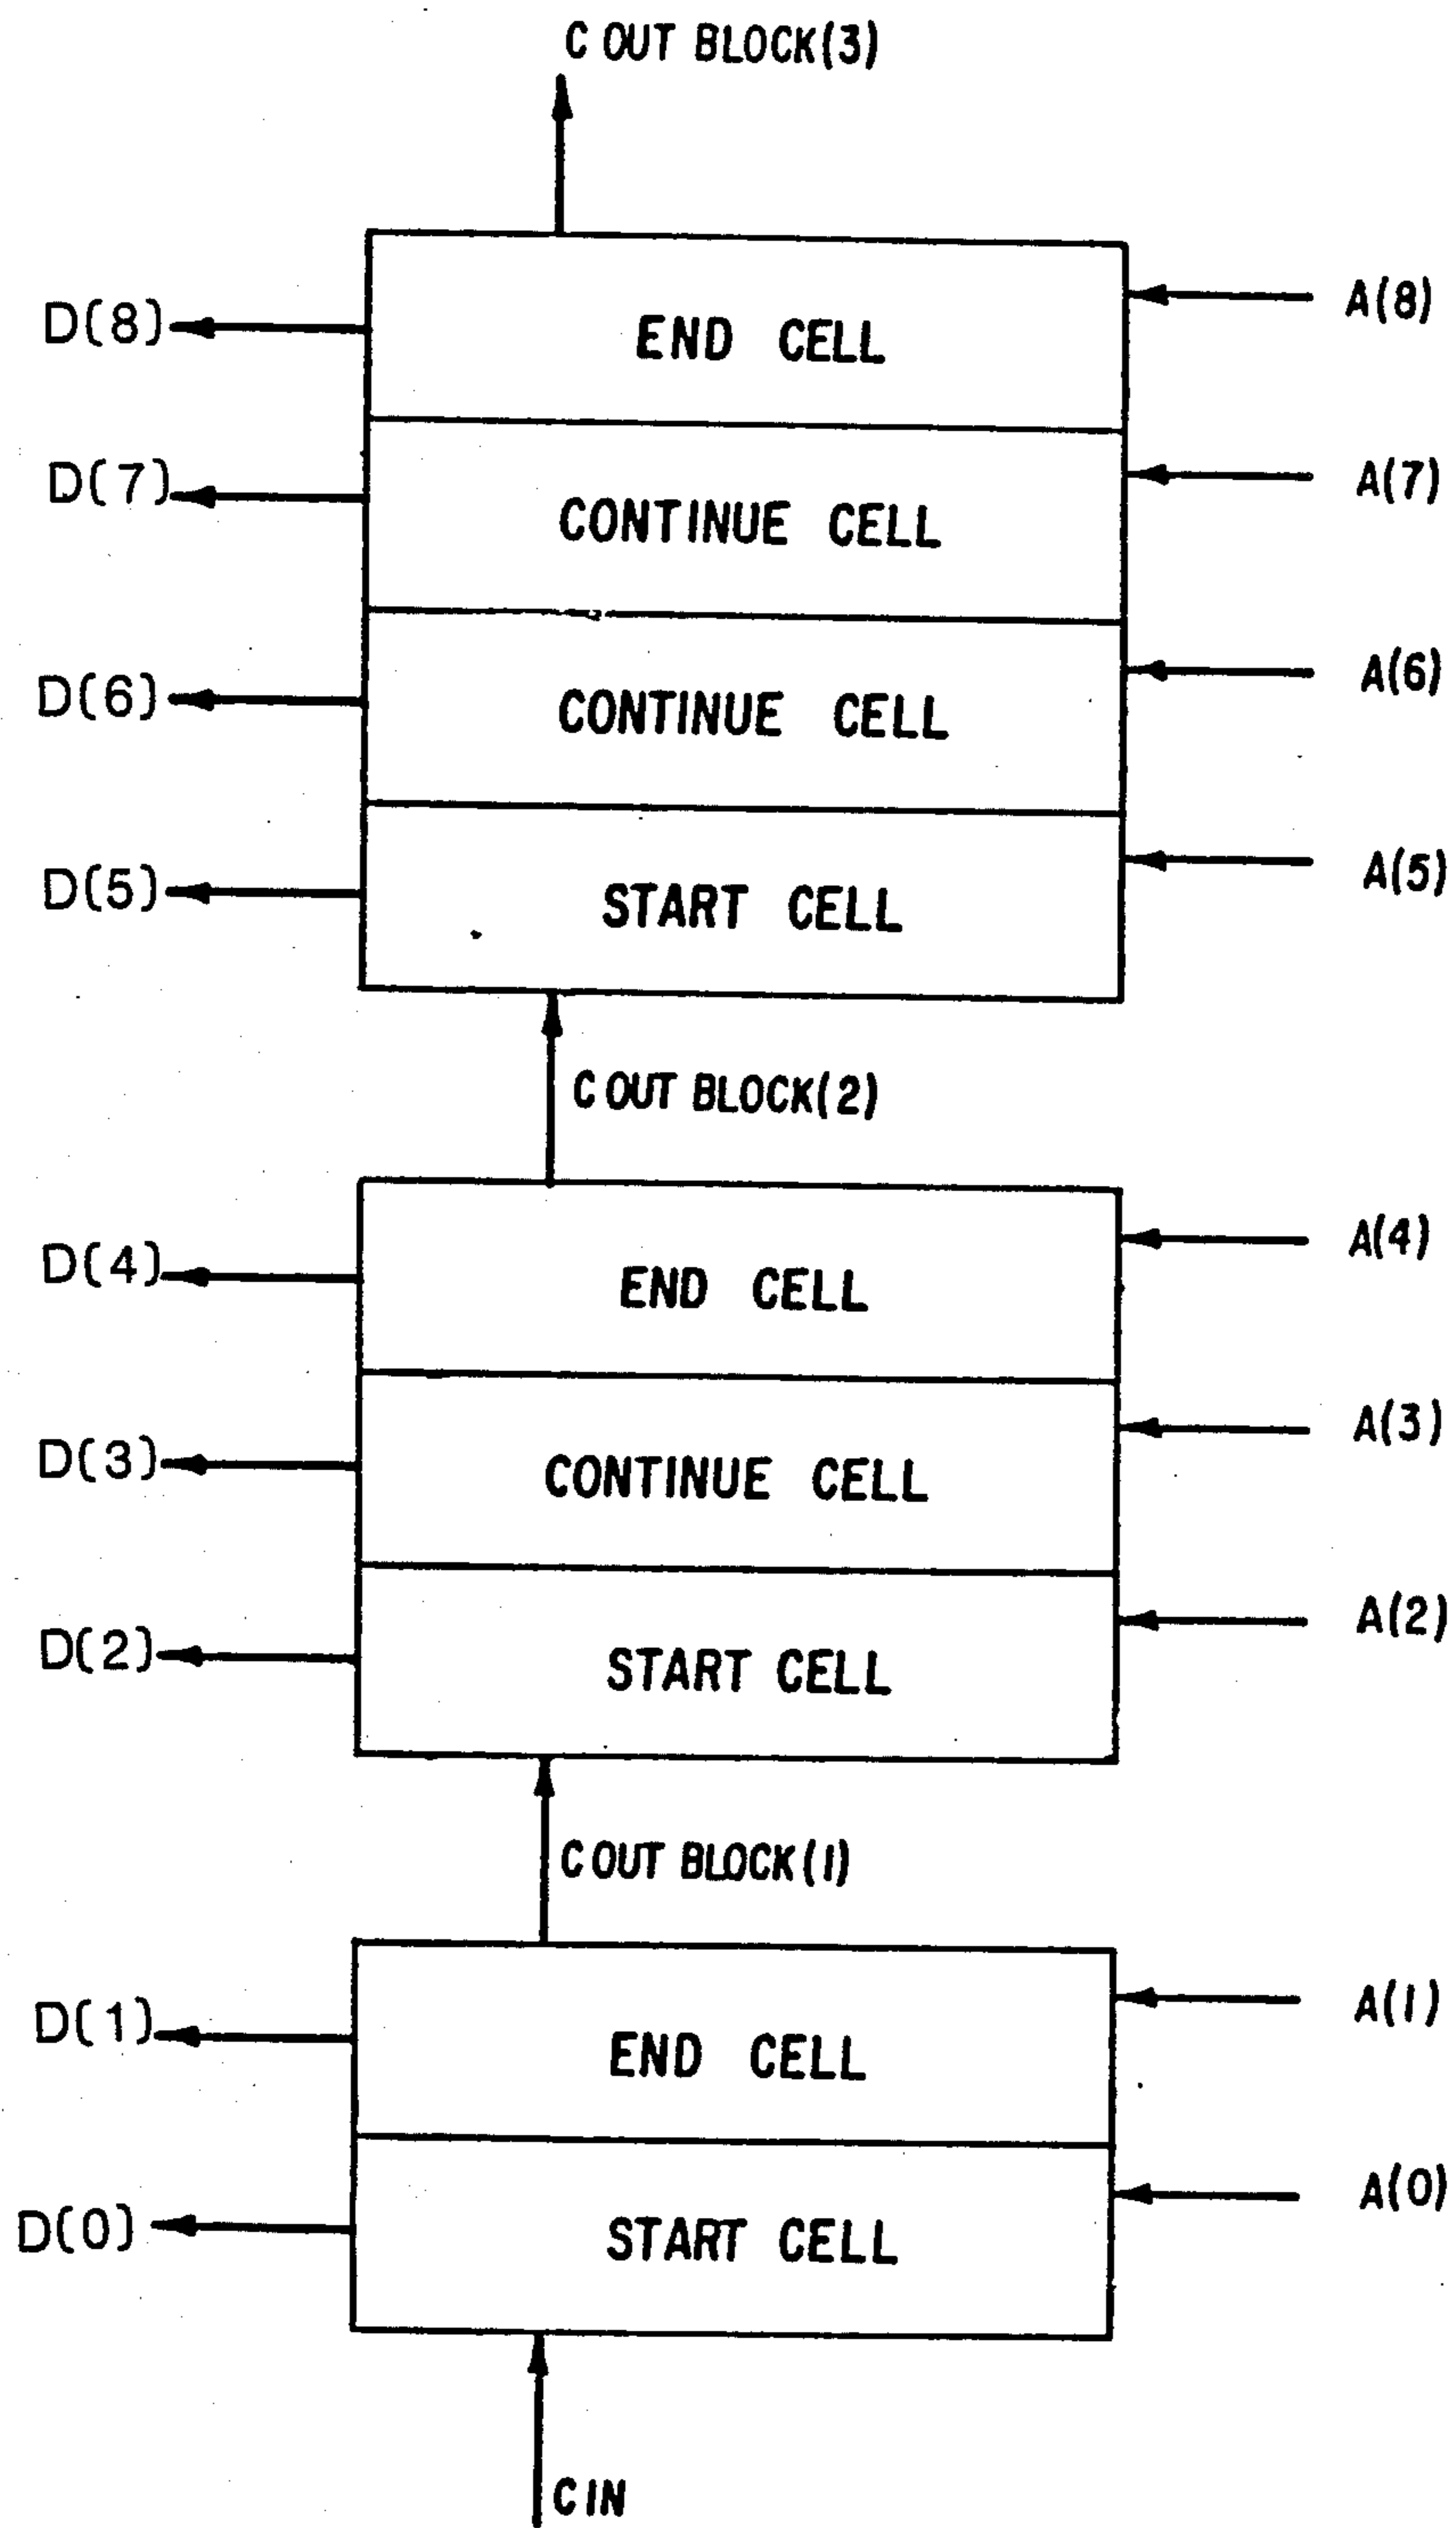 C OUT BLOCK(3)
D(8) END CELL A(8)
D(7) CONTINUE CELL A(7)
D(6) CONTINUE CELL A(6)
D(5) START CELL A(5)
C OUT BLOCK(2)
D(4) END CELL A(4)
D(3) CONTINUE CELL A(3)
D(2) START CELL A(2)
C OUT BLOCK(1)
D(1) END CELL A(1)
D(0) START CELL A(0)
C IN